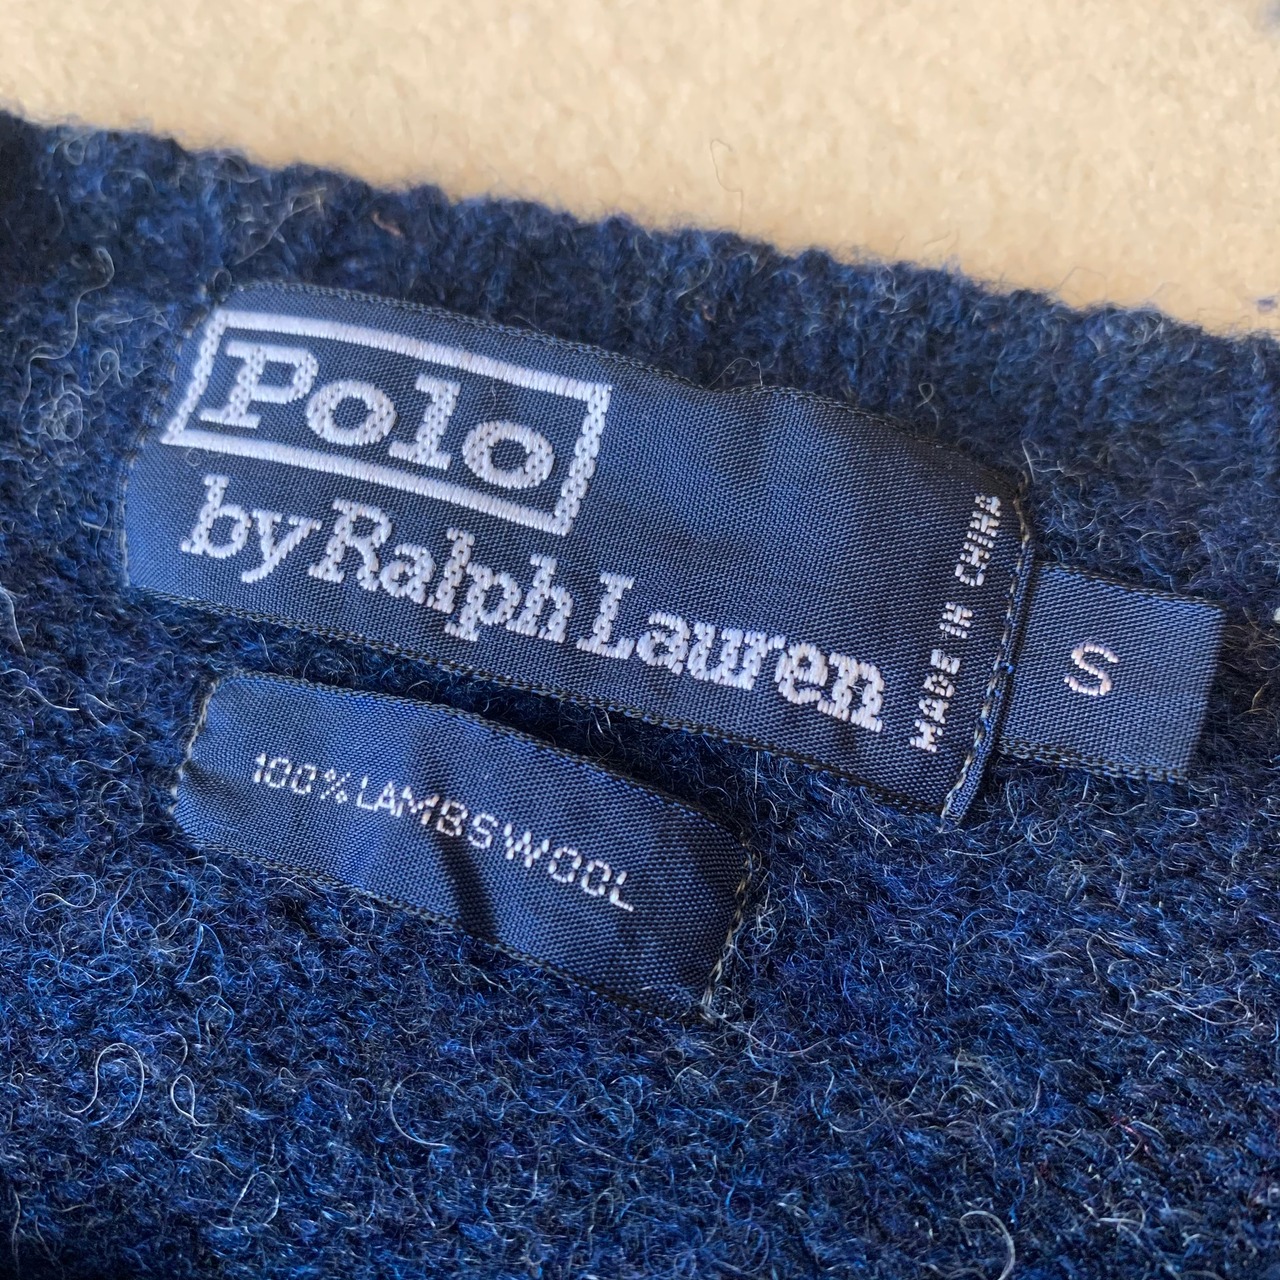 Polo
by Ralph Lauren
MADE IN CHINA
S
100% LAMBSWOOL